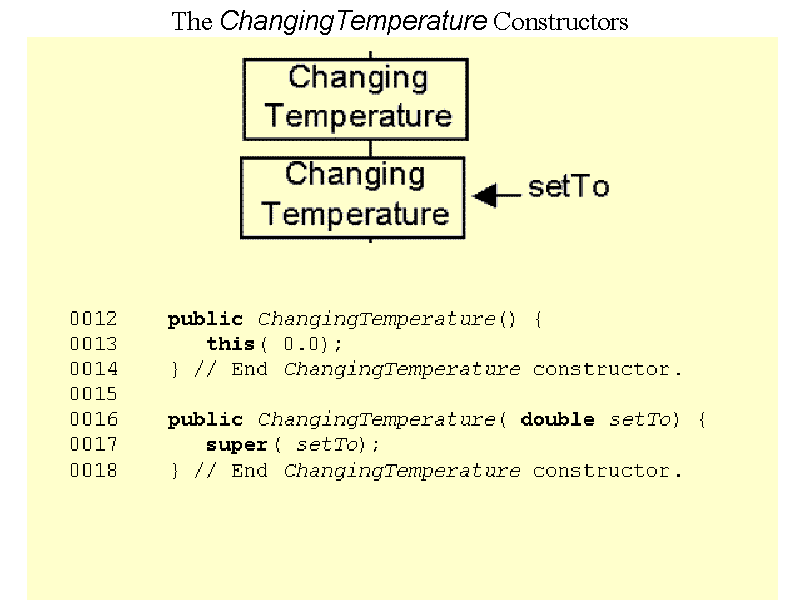 The ChangingTemperature Constructors
Changing
Temperature
Changing
Temperature
setTo
0012 public ChangingTemperature() {
0013 this( 0.0);
0014 } // End ChangingTemperature constructor.
0015
0016 public ChangingTemperature( double setTo) {
0017 super( setTo);
0018 } // End ChangingTemperature constructor.